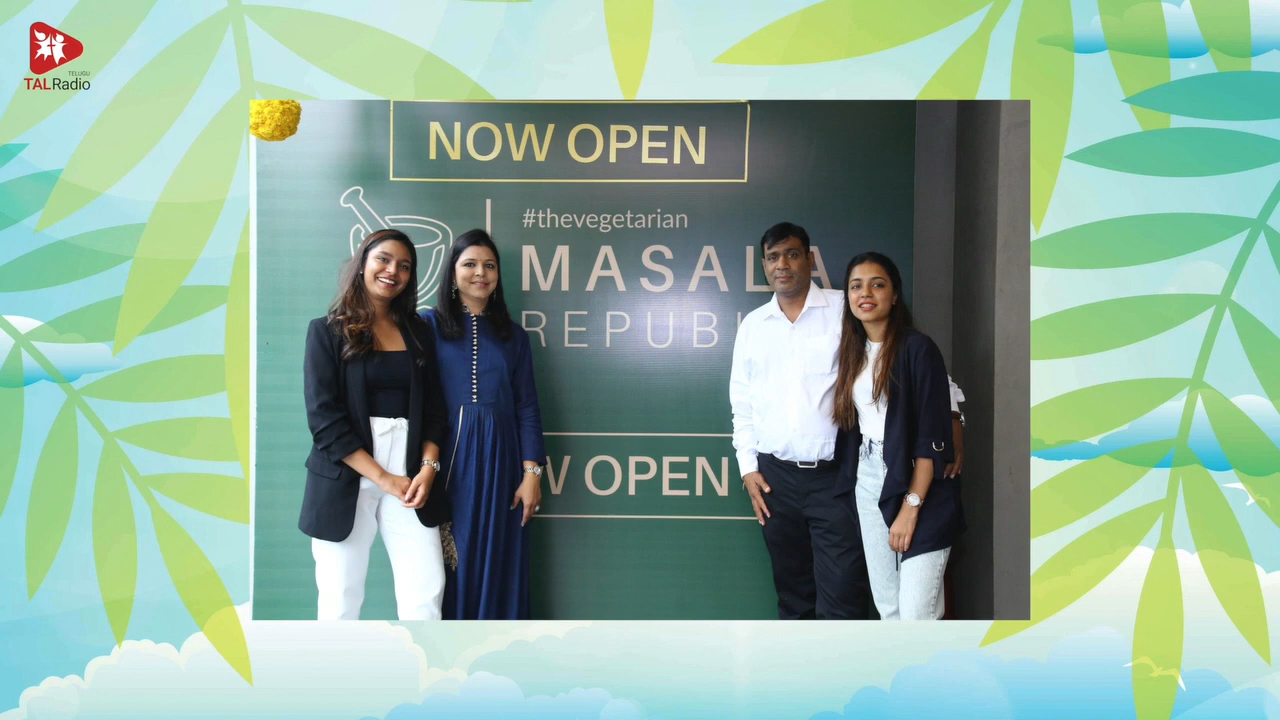 TELUGU
TALRadio
NOW OPEN
#thevegetarian
MASALA
REPUBL
W OPEN